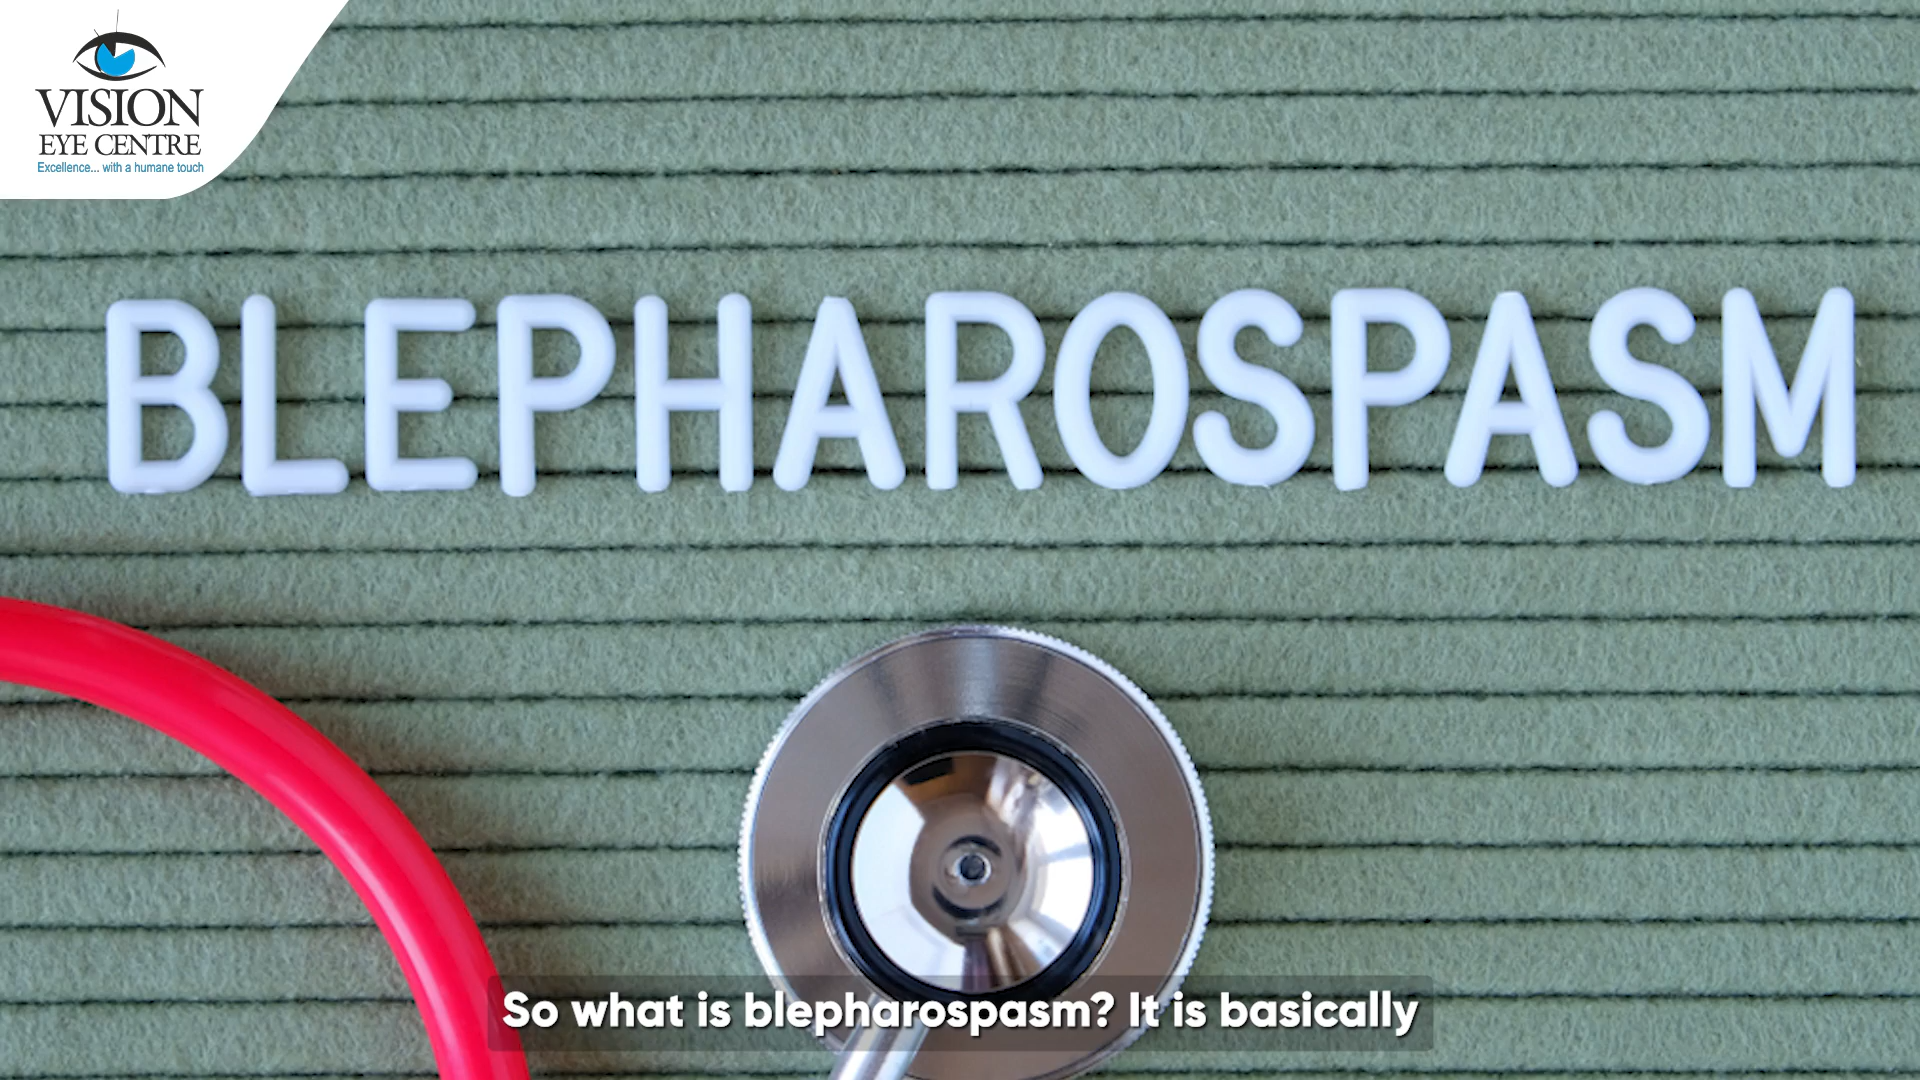 VISION
EYE CENTRE
Excellence... with a humane touch
BLEPHAROSPASM
So what is blepharospasm? It is basically